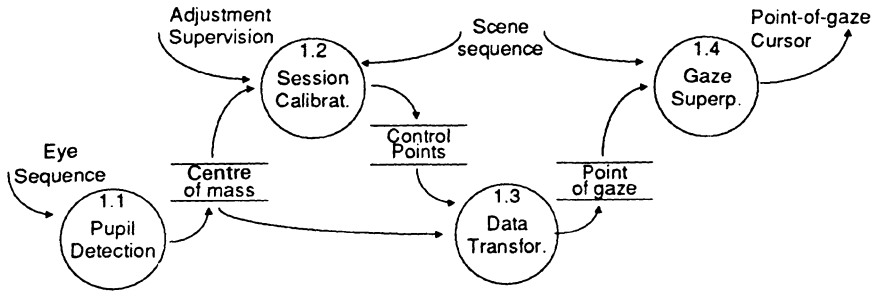 Adjustment
Supervision
1.2
Session
Calibrat.
Scene
sequence
1.4
Gaze
Superp.
Point-of-gaze
Cursor
Control
Points
Eye
Sequence
1.1
Pupil
Detection
Centre
of mass
1.3
Data
Transfor.
Point
of gaze